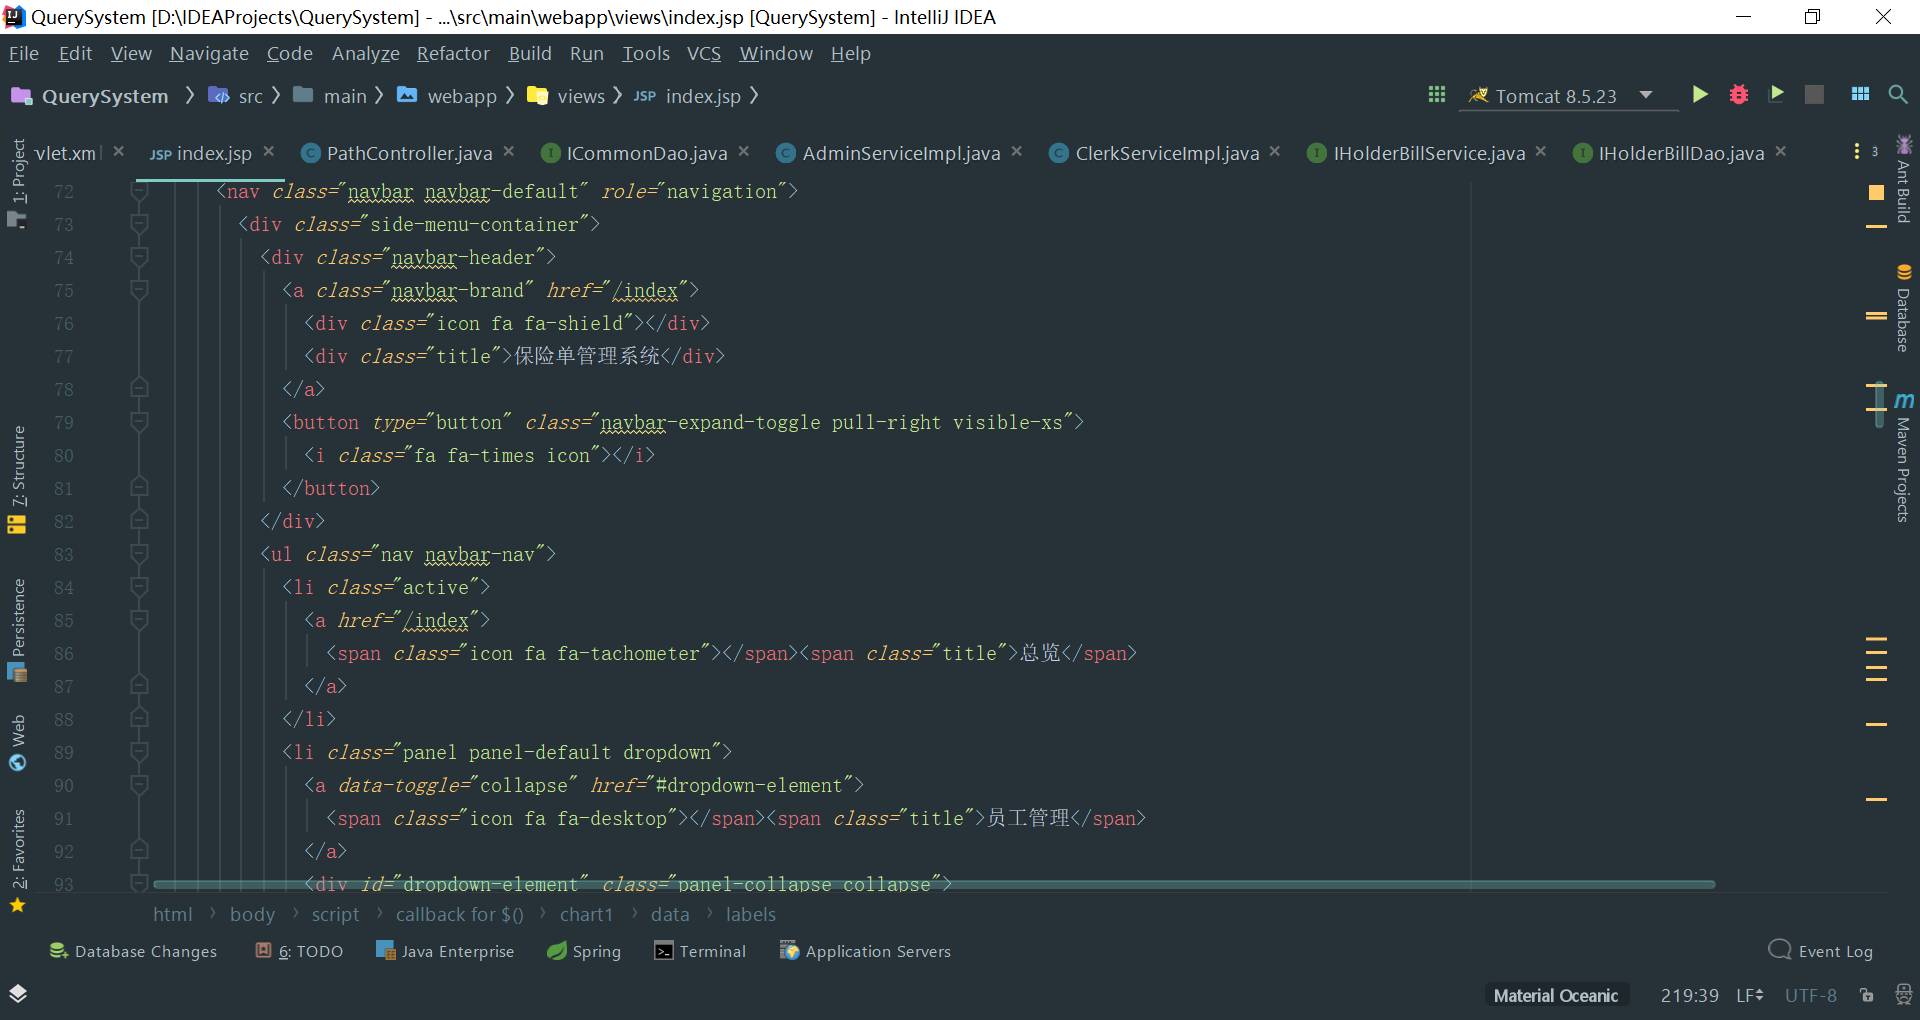 QuerySystem [D:\IDEAProjects\QuerySystem] - ...\src\main\webapp\views\index.jsp [QuerySystem] - IntelliJ IDEA
File Edit View Navigate Code Analyze Refactor Build Run Tools VCS Window Help
QuerySystem src main webapp views JSP index.jsp Tomcat 8.5.23
vlet.xml JSP index.jsp C PathController.java I ICommonDao.java C AdminServiceImpl.java C ClerkServiceImpl.java I IHolderBillService.java I IHolderBillDao.java 3
72 <nav class="navbar navbar-default" role="navigation">
73 <div class="side-menu-container">
74 <div class="navbar-header">
75 <a class="navbar-brand" href="/index">
76 <div class="icon fa fa-shield"></div>
77 <div class="title">保险单管理系统</div>
78 </a>
79 <button type="button" class="navbar-expand-toggle pull-right visible-xs">
80 <i class="fa fa-times icon"></i>
81 </button>
82 </div>
83 <ul class="nav navbar-nav">
84 <li class="active">
85 <a href="/index">
86 <span class="icon fa fa-tachometer"></span><span class="title">总览</span>
87 </a>
88 </li>
89 <li class="panel panel-default dropdown">
90 <a data-toggle="collapse" href="#dropdown-element">
91 <span class="icon fa fa-desktop"></span><span class="title">员工管理</span>
92 </a>
93 <div id="dropdown-element" class="panel-collapse collapse">
1: Project
7: Structure
Persistence
Web
2: Favorites
Ant Build
Database
m Maven Projects
html body script callback for $() chart1 data labels
Database Changes 6: TODO Java Enterprise Spring Terminal Application Servers Event Log
Material Oceanic 219:39 LF UTF-8